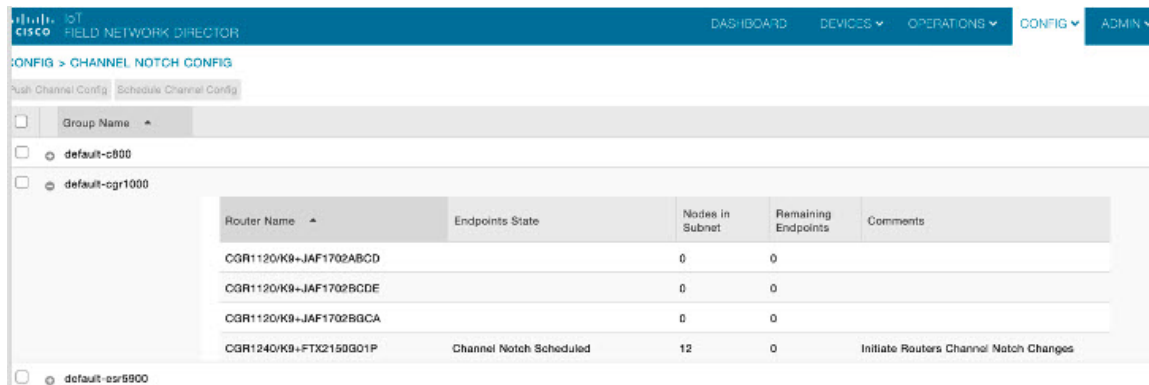 cisco IoT
FIELD NETWORK DIRECTOR
DASHBOARD DEVICES OPERATIONS CONFIG ADMIN
CONFIG > CHANNEL NOTCH CONFIG
Push Channel Config Schedule Channel Config
Group Name
default-c800
default-cgr1000
Router Name Endpoints State Nodes in Subnet Remaining Endpoints Comments
CGR1120/K9+JAF1702ABCD 0 0
CGR1120/K9+JAF1702BCDE 0 0
CGR1120/K9+JAF1702BGCA 0 0
CGR1240/K9+FTX2150G01P Channel Notch Scheduled 12 0 Initiate Routers Channel Notch Changes
default-esr5900